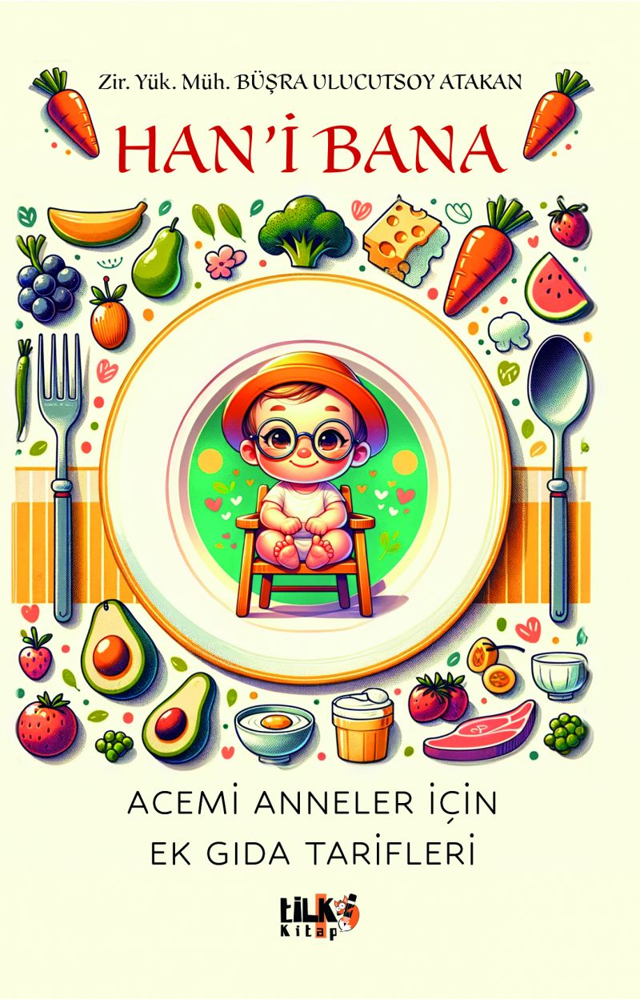 Zir. Yük. Müh. BÜŞRA ULUCUTSOY ATAKAN
HAN'İ BANA
ACEMİ ANNELER İÇİN
EK GIDA TARİFLERİ
tiLKİ
Kitap